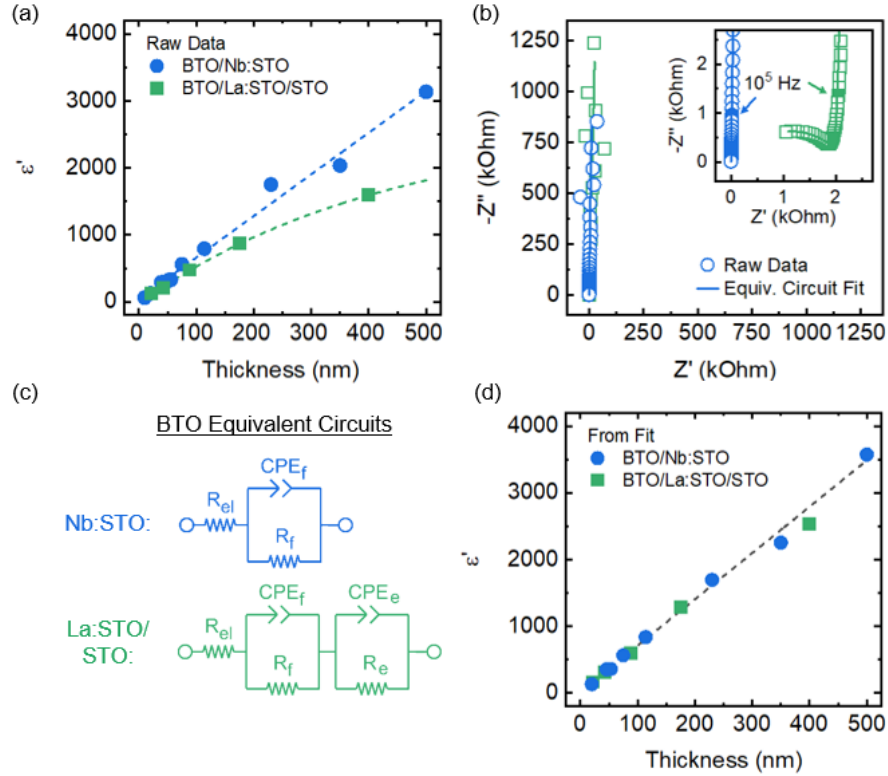 (a)
Raw Data
BTO/Nb:STO
BTO/La:STO/STO
4000
3000
2000
1000
0
ε'
0 100 200 300 400 500
Thickness (nm)
(b)
1250
1000
750
500
250
0
-Z'' (kOhm)
2
1
0
-Z'' (kOhm)
10⁵ Hz
0 1 2
Z' (kOhm)
Raw Data
Equiv. Circuit Fit
0 250 500 750 1000 1250
Z' (kOhm)
(c)
BTO Equivalent Circuits
Nb:STO:
R_el
CPE_f
R_f
La:STO/
STO:
R_el
CPE_f
R_f
CPE_e
R_e
(d)
From Fit
BTO/Nb:STO
BTO/La:STO/STO
4000
3000
2000
1000
0
ε'
0 100 200 300 400 500
Thickness (nm)